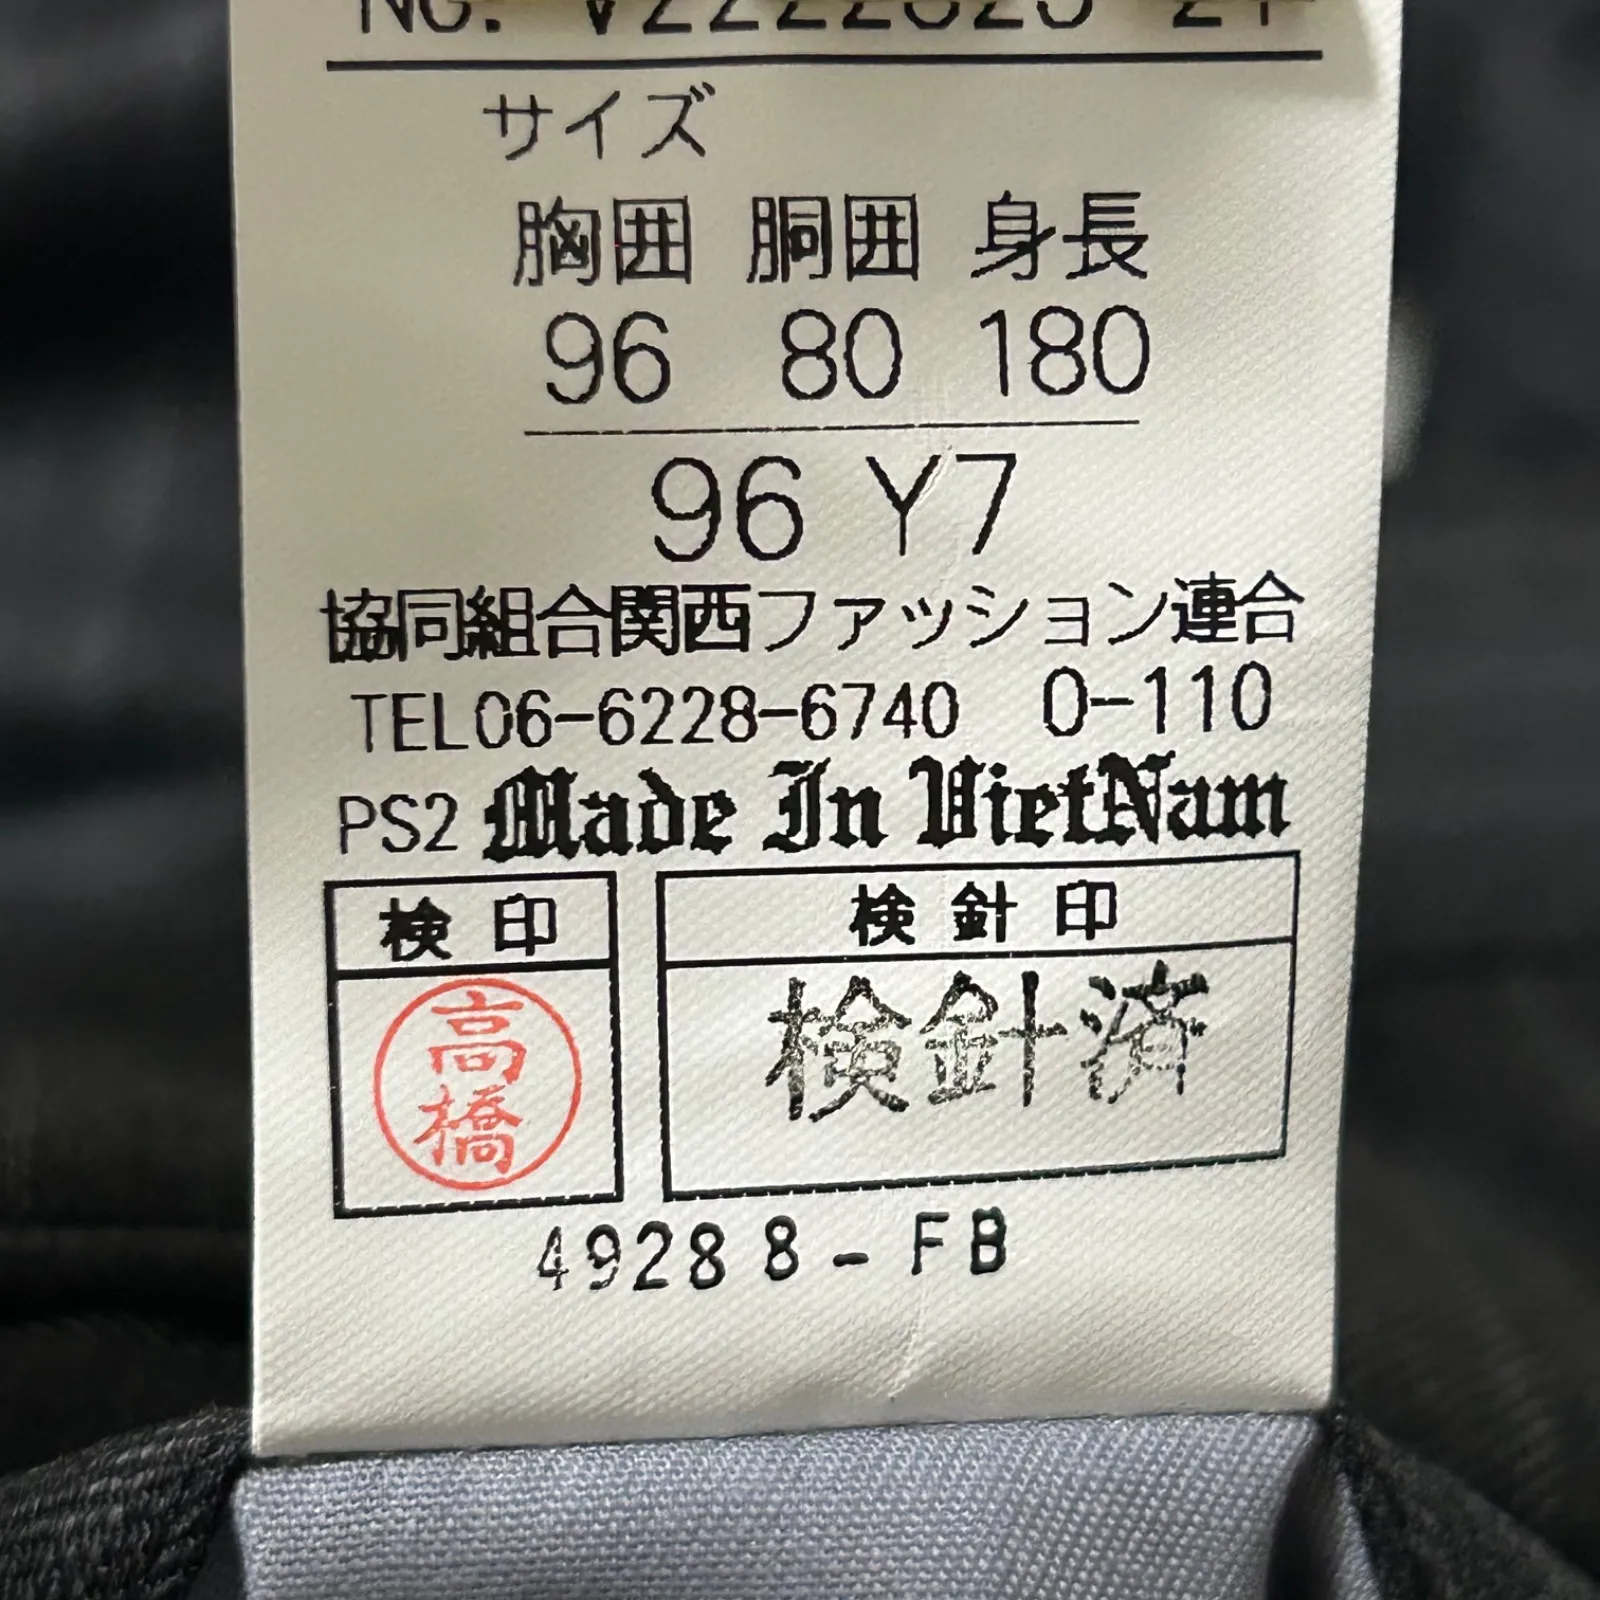 サイズ
胸囲 胴囲 身長
96 80 180
96 Y7
協同組合関西ファッション連合
TEL06-6228-6740 O-110
PS2 Made In VietNam
検印 検針印
高橋 検針済
49288-FB